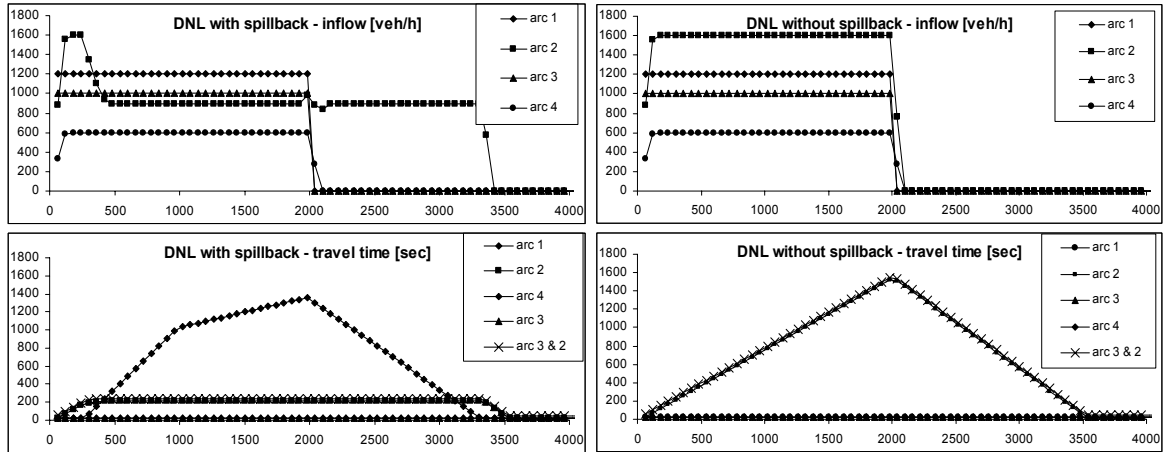 DNL with spillback - inflow [veh/h]
1800
1600
1400
1200
1000
800
600
400
200
0
0 500 1000 1500 2000 2500 3000 3500 4000
arc 1
arc 2
arc 3
arc 4
DNL without spillback - inflow [veh/h]
1800
1600
1400
1200
1000
800
600
400
200
0
0 500 1000 1500 2000 2500 3000 3500 4000
arc 1
arc 2
arc 3
arc 4
DNL with spillback - travel time [sec]
1800
1600
1400
1200
1000
800
600
400
200
0
0 500 1000 1500 2000 2500 3000 3500 4000
arc 1
arc 2
arc 4
arc 3
arc 3 & 2
DNL without spillback - travel time [sec]
1800
1600
1400
1200
1000
800
600
400
200
0
0 500 1000 1500 2000 2500 3000 3500 4000
arc 1
arc 2
arc 3
arc 4
arc 3 & 2